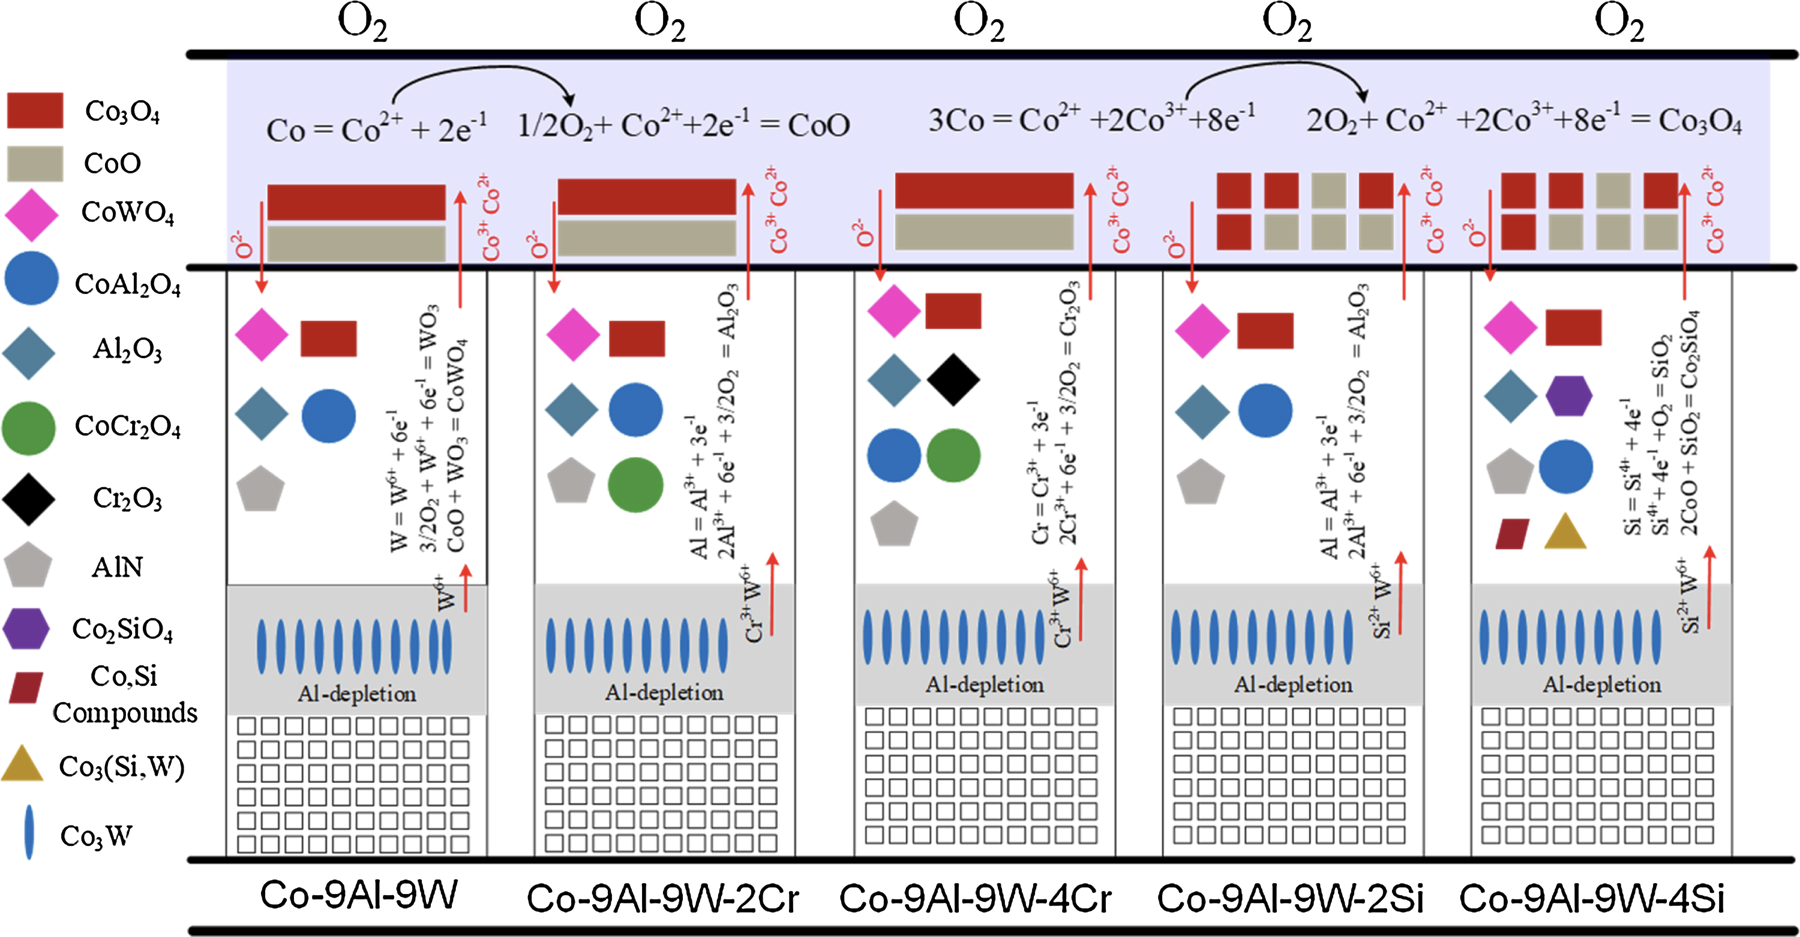 O2 O2 O2 O2 O2
Co = Co2+ + 2e-1
1/2O2+ Co2++2e-1 = CoO
3Co = Co2+ +2Co3++8e-1
2O2+ Co2+ +2Co3++8e-1 = Co3O4
Co3O4
CoO
CoWO4
CoAl2O4
Al2O3
CoCr2O4
Cr2O3
AlN
Co2SiO4
Co,Si
Compounds
Co3(Si,W)
Co3W
O2-
Co3+ Co2+
W = W6+ + 6e-1
3/2O2 + W6+ + 6e-1 = WO3
CoO + WO3 = CoWO4
W6+
Al-depletion
O2-
Co3+ Co2+
Al = Al3+ + 3e-1
2Al3+ + 6e-1 + 3/2O2 = Al2O3
Cr3+ W6+
Al-depletion
O2-
Co3+ Co2+
Cr = Cr3+ + 3e-1
2Cr3+ + 6e-1 + 3/2O2 = Cr2O3
Cr3+ W6+
Al-depletion
O2-
Co3+ Co2+
Al = Al3+ + 3e-1
2Al3+ + 6e-1 + 3/2O2 = Al2O3
Si2+ W6+
Al-depletion
O2-
Co3+ Co2+
Si = Si4+ + 4e-1
Si4+ + 4e-1 +O2 = SiO2
2CoO + SiO2 = Co2SiO4
Si2+ W6+
Al-depletion
Co-9Al-9W Co-9Al-9W-2Cr Co-9Al-9W-4Cr Co-9Al-9W-2Si Co-9Al-9W-4Si